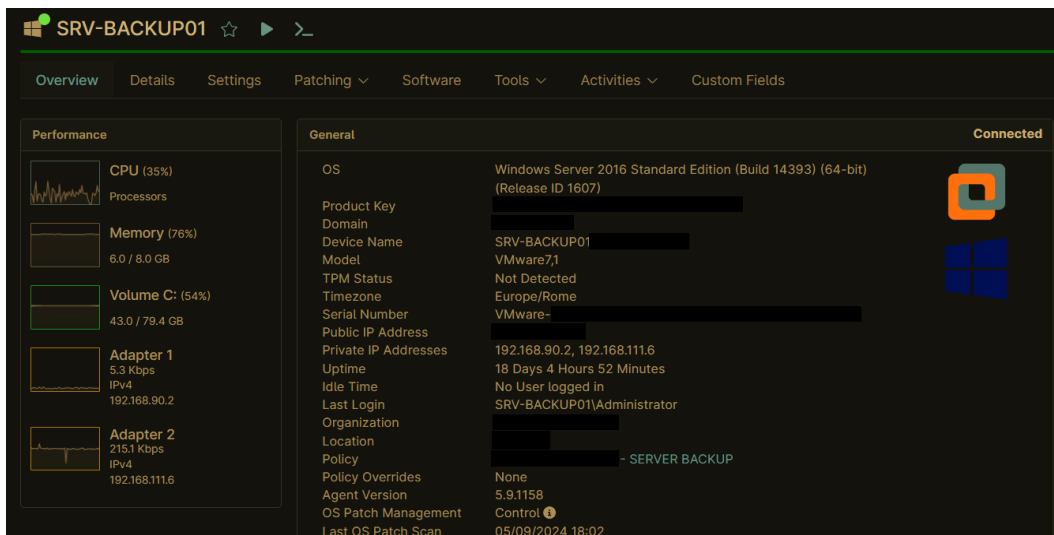 SRV-BACKUP01
Overview Details Settings Patching Software Tools Activities Custom Fields
Performance
CPU (35%)
Processors
Memory (76%)
6.0 / 8.0 GB
Volume C: (54%)
43.0 / 79.4 GB
Adapter 1
5.3 Kbps
IPv4
192.168.90.2
Adapter 2
215.1 Kbps
IPv4
192.168.111.6
General Connected
OS Windows Server 2016 Standard Edition (Build 14393) (64-bit)
(Release ID 1607)
Product Key
Domain
Device Name SRV-BACKUP01
Model VMware7,1
TPM Status Not Detected
Timezone Europe/Rome
Serial Number VMware-
Public IP Address
Private IP Addresses 192.168.90.2, 192.168.111.6
Uptime 18 Days 4 Hours 52 Minutes
Idle Time No User logged in
Last Login SRV-BACKUP01\Administrator
Organization
Location
Policy - SERVER BACKUP
Policy Overrides None
Agent Version 5.9.1158
OS Patch Management Control
Last OS Patch Scan 05/09/2024 18:02